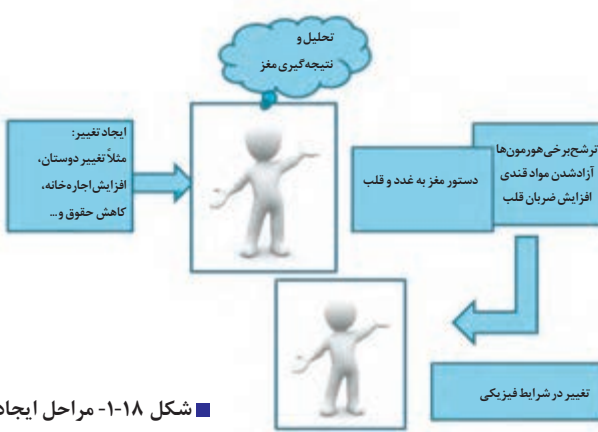 تحلیل و
نتیجه‌گیری مغز
ایجاد تغییر:
مثلاً تغییر دوستان،
افزایش اجاره‌خانه،
کاهش حقوق و...
دستور مغز به غدد و قلب
ترشح‌برخی‌هورمون‌ها
آزادشدن مواد قندی
افزایش ضربان قلب
تغییر در شرایط فیزیکی
شکل ۱۸-۱- مراحل ایجاد